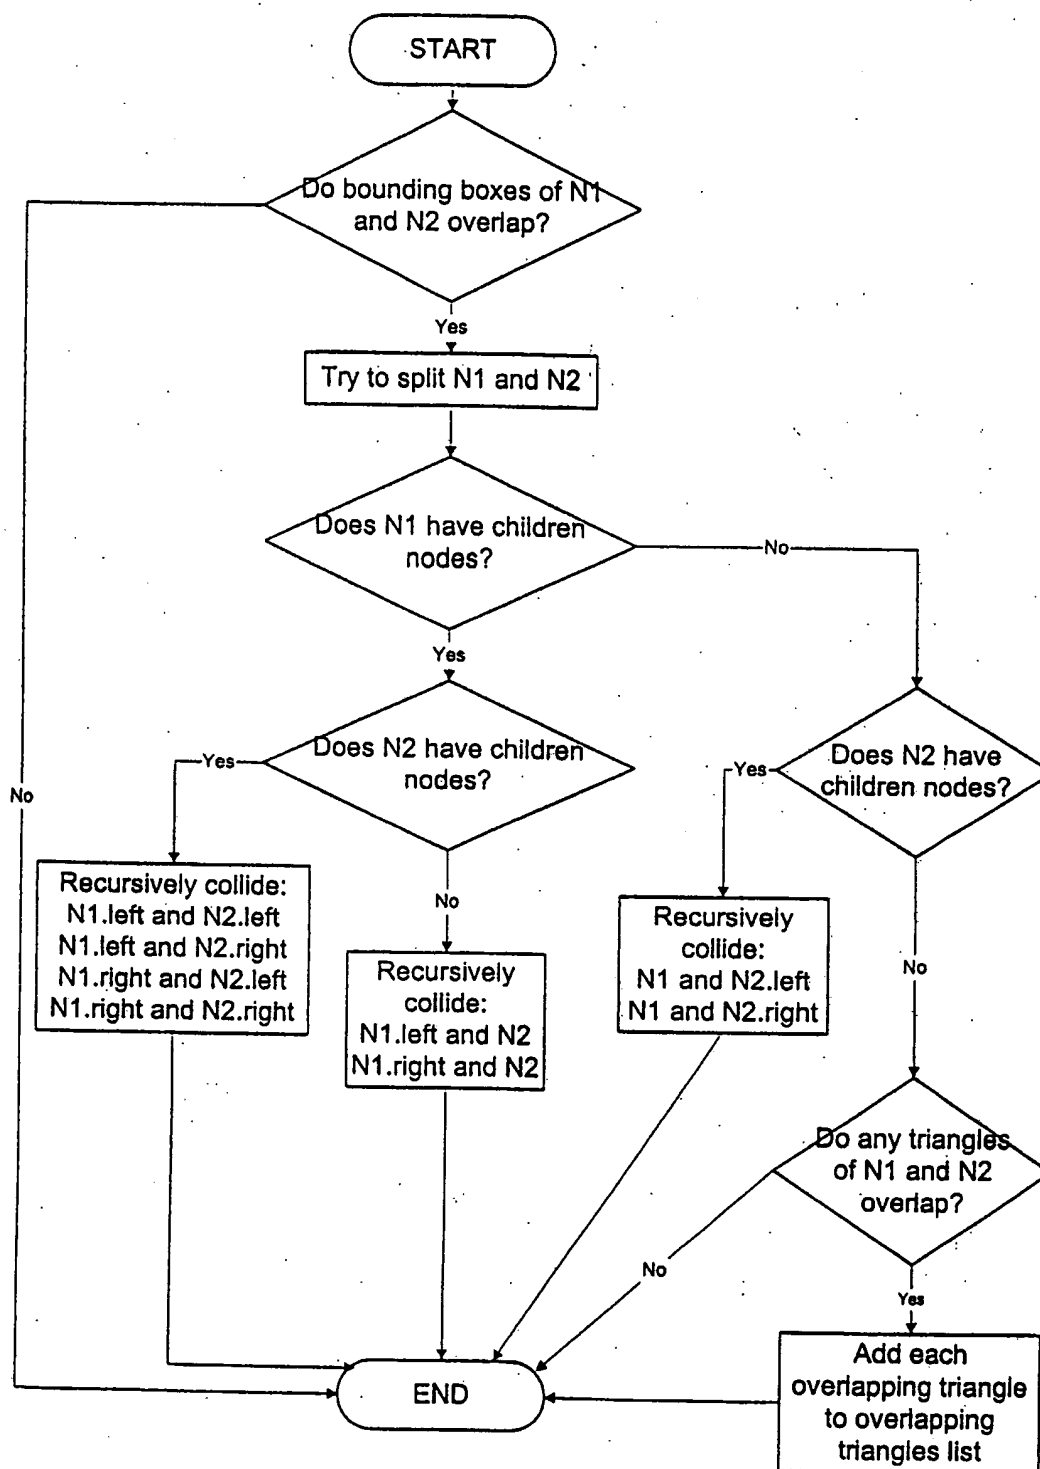 START
Do bounding boxes of N1
and N2 overlap?
Yes
Try to split N1 and N2
Does N1 have children
nodes?
No
Yes
Does N2 have children
nodes?
Yes
Does N2 have
children nodes?
Yes
No
Recursively collide:
N1.left and N2.left
N1.left and N2.right
N1.right and N2.left
N1.right and N2.right
No
Recursively
collide:
N1.left and N2
N1.right and N2
Recursively
collide:
N1 and N2.left
N1 and N2.right
No
Do any triangles
of N1 and N2
overlap?
No
Yes
END
Add each
overlapping triangle
to overlapping
triangles list